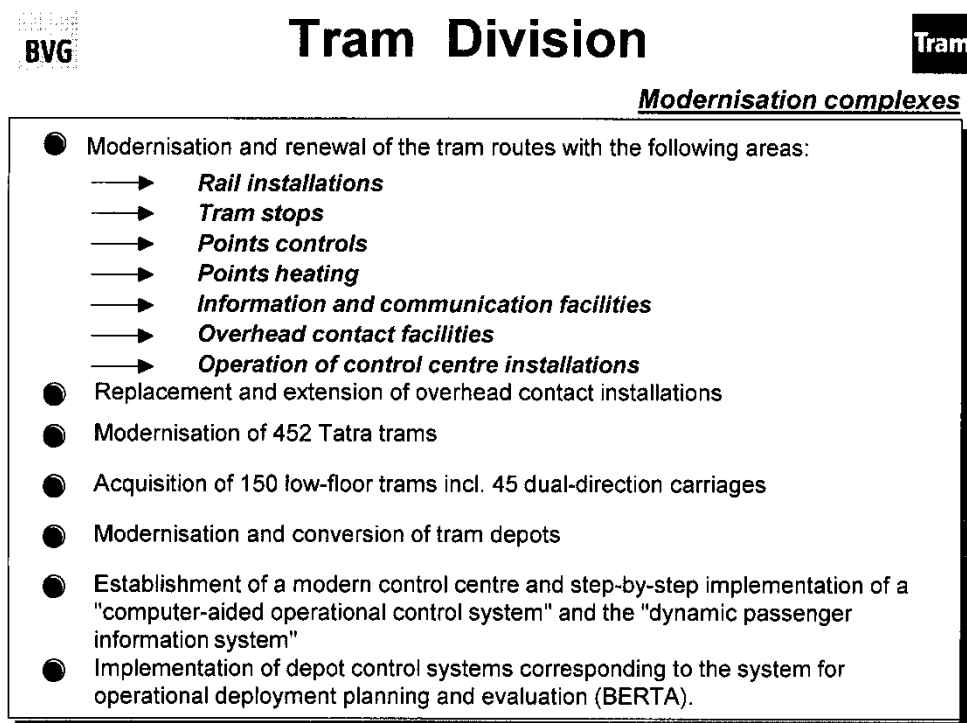 BVG
Tram Division
Tram
Modernisation complexes
Modernisation and renewal of the tram routes with the following areas:
Rail installations
Tram stops
Points controls
Points heating
Information and communication facilities
Overhead contact facilities
Operation of control centre installations
Replacement and extension of overhead contact installations
Modernisation of 452 Tatra trams
Acquisition of 150 low-floor trams incl. 45 dual-direction carriages
Modernisation and conversion of tram depots
Establishment of a modern control centre and step-by-step implementation of a
"computer-aided operational control system" and the "dynamic passenger
information system"
Implementation of depot control systems corresponding to the system for
operational deployment planning and evaluation (BERTA).